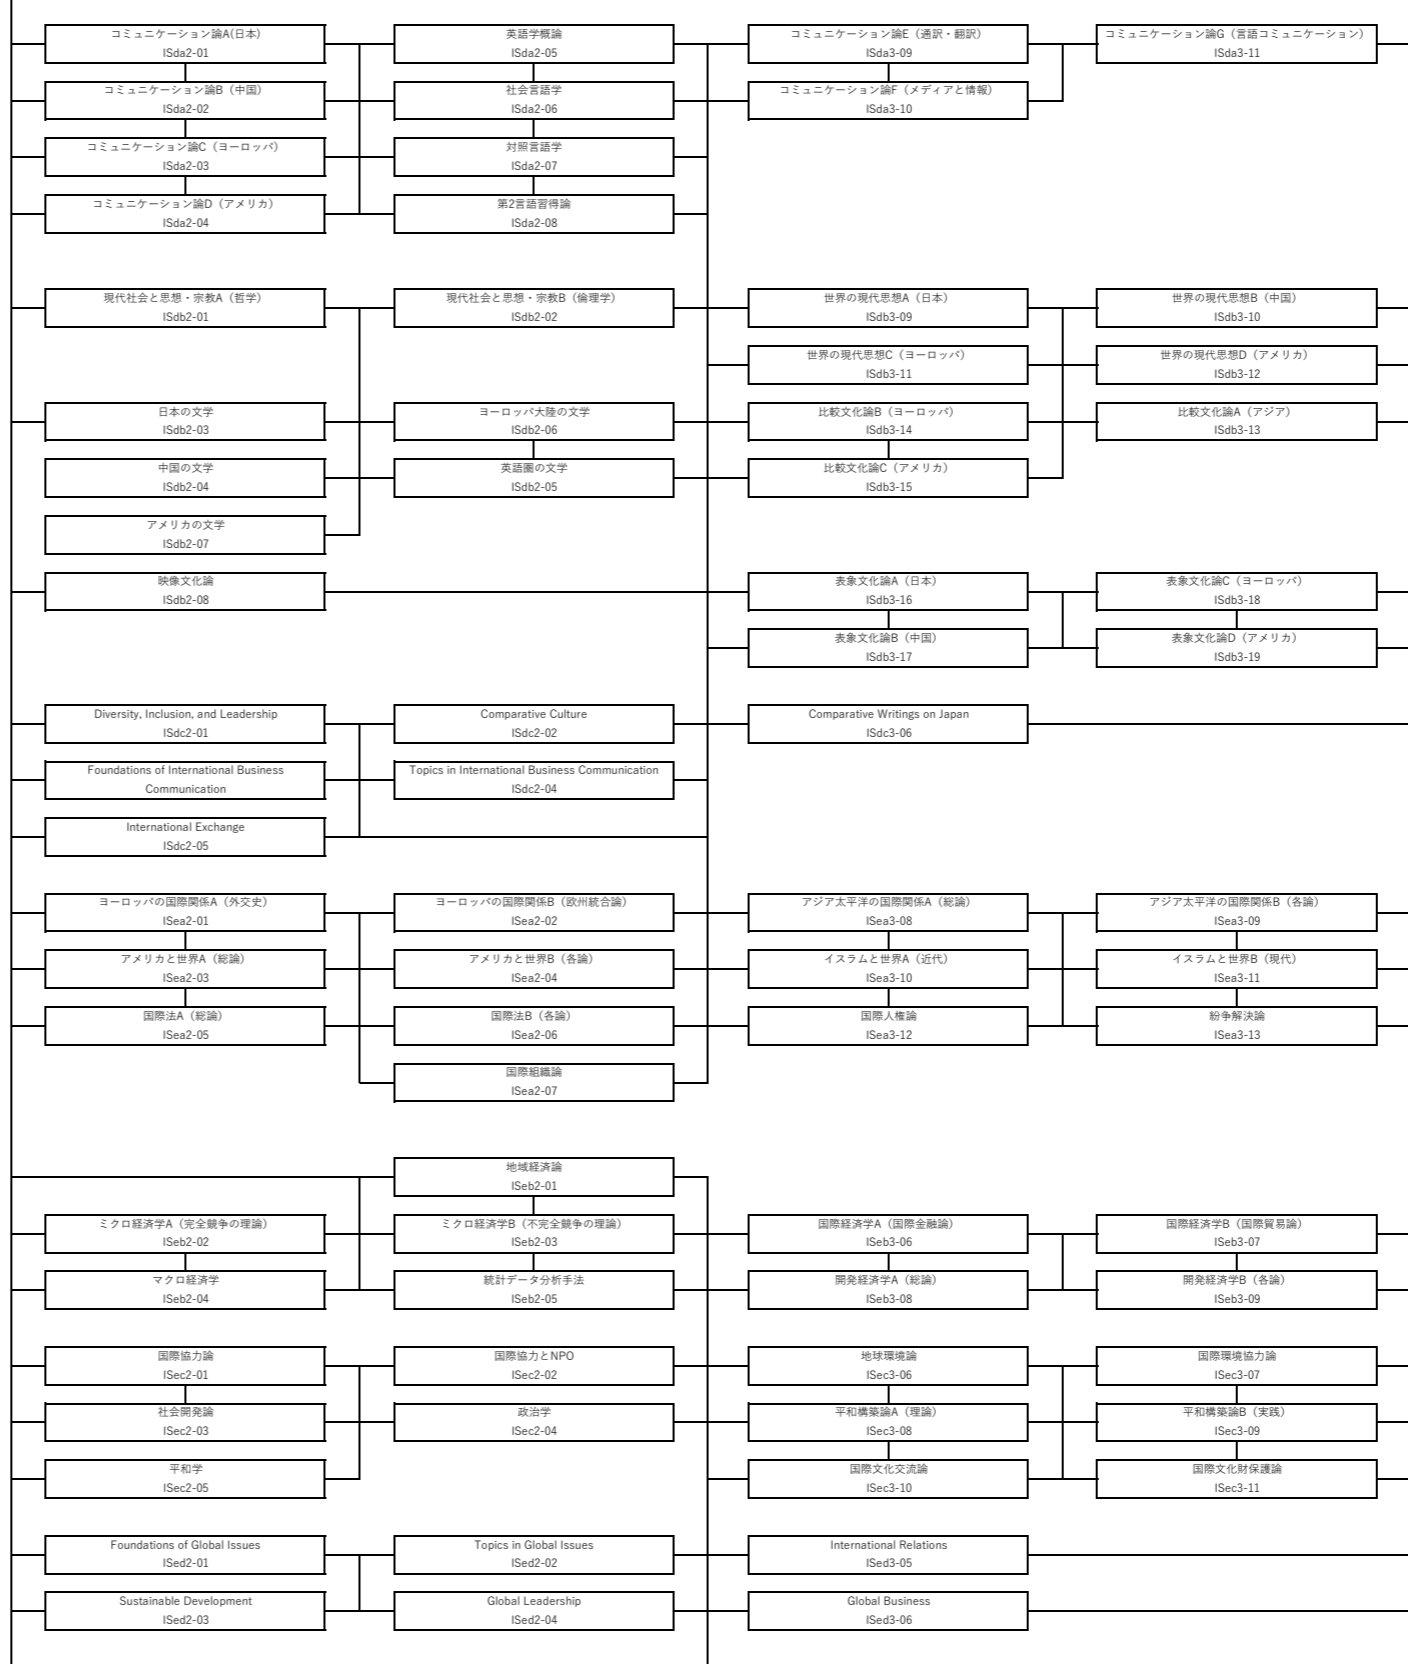 コミュニケーション論A(日本)
ISda2-01
英語学概論
ISda2-05
コミュニケーション論E（通訳・翻訳）
ISda3-09
コミュニケーション論G（言語コミュニケーション）
ISda3-11
コミュニケーション論B（中国）
ISda2-02
社会言語学
ISda2-06
コミュニケーション論F（メディアと情報）
ISda3-10
コミュニケーション論C（ヨーロッパ）
ISda2-03
対照言語学
ISda2-07
コミュニケーション論D（アメリカ）
ISda2-04
第2言語習得論
ISda2-08
現代社会と思想・宗教A（哲学）
ISdb2-01
現代社会と思想・宗教B（倫理学）
ISdb2-02
世界の現代思想A（日本）
ISdb3-09
世界の現代思想B（中国）
ISdb3-10
世界の現代思想C（ヨーロッパ）
ISdb3-11
世界の現代思想D（アメリカ）
ISdb3-12
日本の文学
ISdb2-03
ヨーロッパ大陸の文学
ISdb2-06
比較文化論B（ヨーロッパ）
ISdb3-14
比較文化論A（アジア）
ISdb3-13
中国の文学
ISdb2-04
英語圏の文学
ISdb2-05
比較文化論C（アメリカ）
ISdb3-15
アメリカの文学
ISdb2-07
映像文化論
ISdb2-08
表象文化論A（日本）
ISdb3-16
表象文化論C（ヨーロッパ）
ISdb3-18
表象文化論B（中国）
ISdb3-17
表象文化論D（アメリカ）
ISdb3-19
Diversity, Inclusion, and Leadership
ISdc2-01
Comparative Culture
ISdc2-02
Comparative Writings on Japan
ISdc3-06
Foundations of International Business
Communication
Topics in International Business Communication
ISdc2-04
International Exchange
ISdc2-05
ヨーロッパの国際関係A（外交史）
ISea2-01
ヨーロッパの国際関係B（欧州統合論）
ISea2-02
アジア太平洋の国際関係A（総論）
ISea3-08
アジア太平洋の国際関係B（各論）
ISea3-09
アメリカと世界A（総論）
ISea2-03
アメリカと世界B（各論）
ISea2-04
イスラムと世界A（近代）
ISea3-10
イスラムと世界B（現代）
ISea3-11
国際法A（総論）
ISea2-05
国際法B（各論）
ISea2-06
国際人権論
ISea3-12
紛争解決論
ISea3-13
国際組織論
ISea2-07
地域経済論
ISeb2-01
ミクロ経済学A（完全競争の理論）
ISeb2-02
ミクロ経済学B（不完全競争の理論）
ISeb2-03
国際経済学A（国際金融論）
ISeb3-06
国際経済学B（国際貿易論）
ISeb3-07
マクロ経済学
ISeb2-04
統計データ分析手法
ISeb2-05
開発経済学A（総論）
ISeb3-08
開発経済学B（各論）
ISeb3-09
国際協力論
ISec2-01
国際協力とNPO
ISec2-02
地球環境論
ISec3-06
国際環境協力論
ISec3-07
社会開発論
ISec2-03
政治学
ISec2-04
平和構築論A（理論）
ISec3-08
平和構築論B（実践）
ISec3-09
平和学
ISec2-05
国際文化交流論
ISec3-10
国際文化財保護論
ISec3-11
Foundations of Global Issues
ISed2-01
Topics in Global Issues
ISed2-02
International Relations
ISed3-05
Sustainable Development
ISed2-03
Global Leadership
ISed2-04
Global Business
ISed3-06